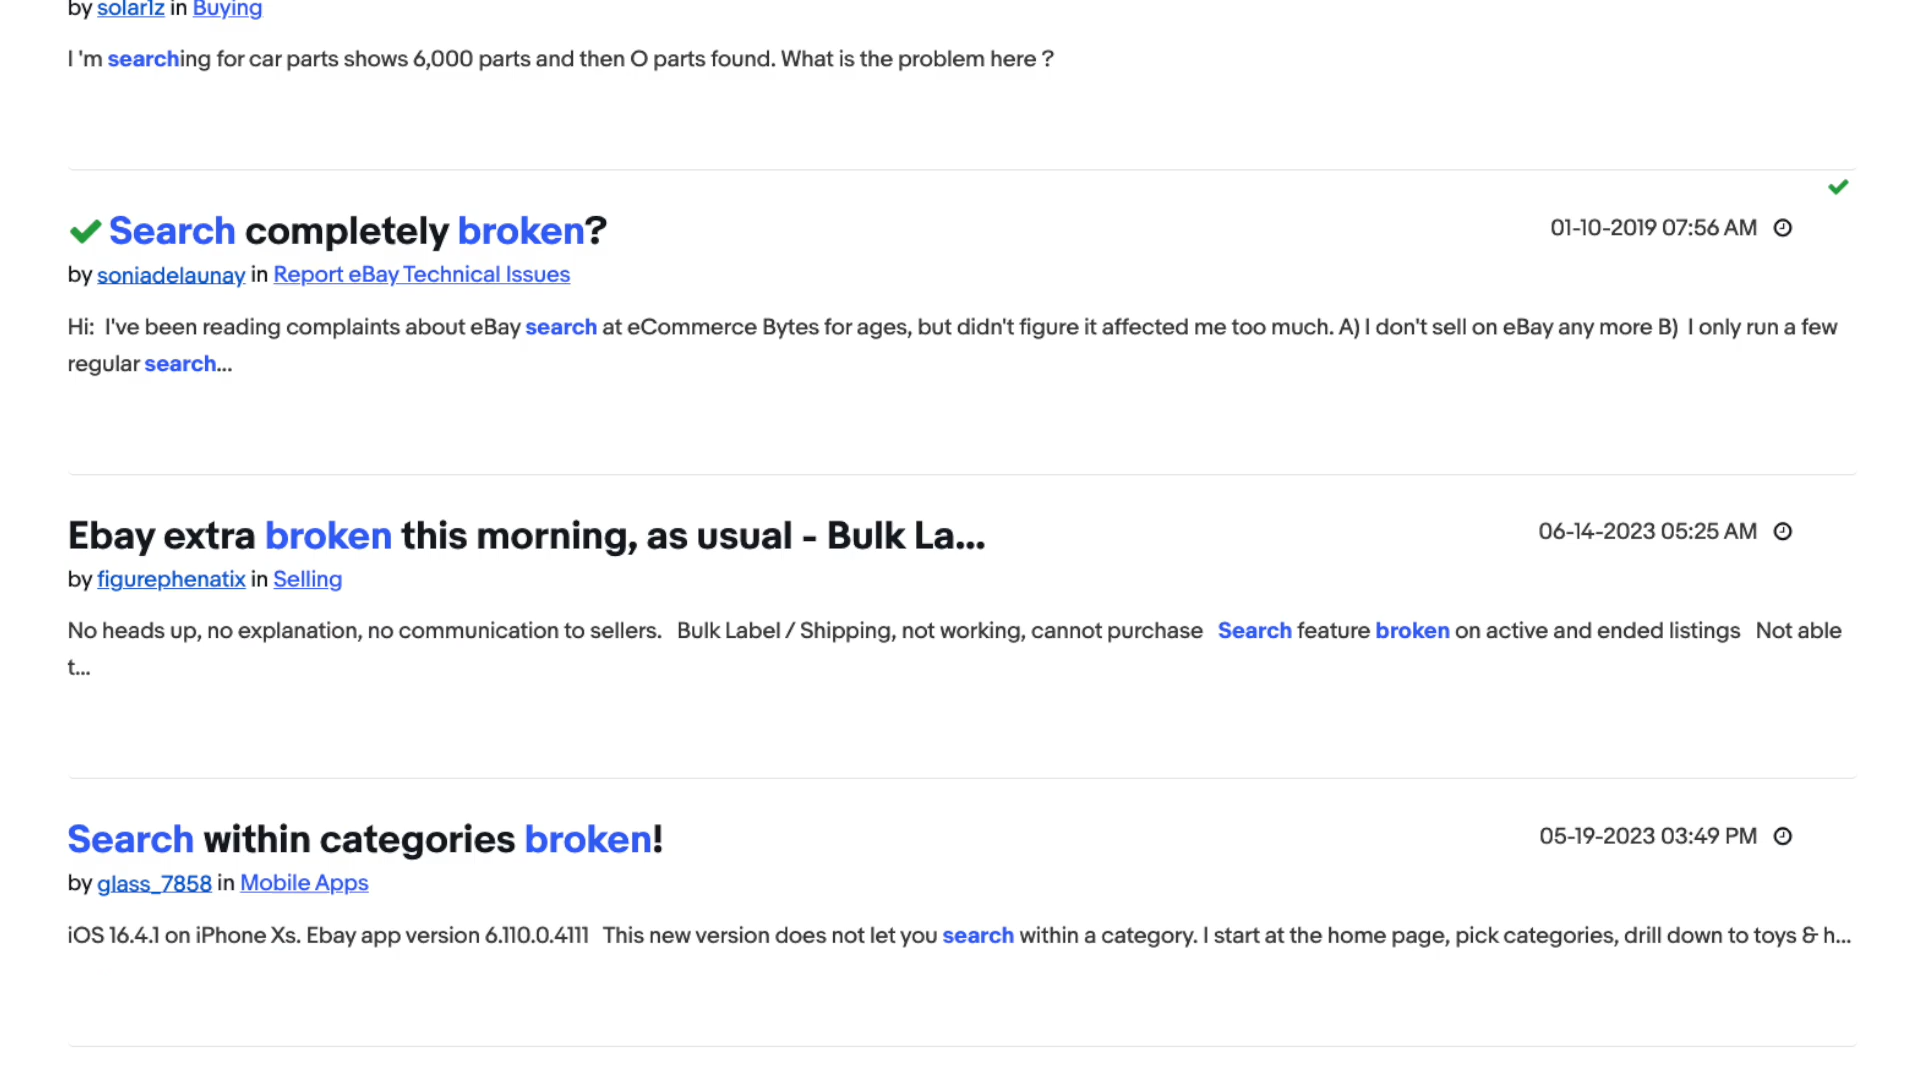 by solar1z in Buying
I 'm searching for car parts shows 6,000 parts and then O parts found. What is the problem here ?
Search completely broken?
01-10-2019 07:56 AM
by soniadelaunay in Report eBay Technical Issues
Hi:  I've been reading complaints about eBay search at eCommerce Bytes for ages, but didn't figure it affected me too much. A) I don't sell on eBay any more B)  I only run a few
regular search...
Ebay extra broken this morning, as usual - Bulk La...
06-14-2023 05:25 AM
by figurephenatix in Selling
No heads up, no explanation, no communication to sellers.   Bulk Label / Shipping, not working, cannot purchase   Search feature broken on active and ended listings   Not able
t...
Search within categories broken!
05-19-2023 03:49 PM
by glass_7858 in Mobile Apps
iOS 16.4.1 on iPhone Xs. Ebay app version 6.110.0.4111   This new version does not let you search within a category. I start at the home page, pick categories, drill down to toys & h...